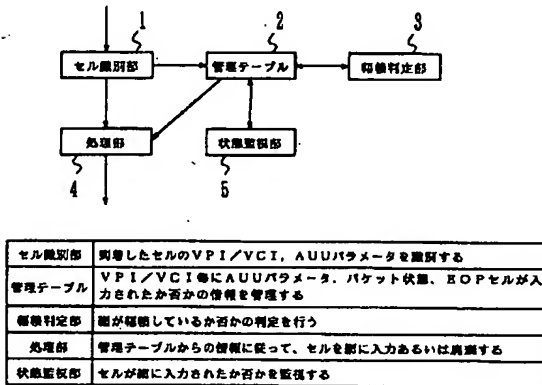 1
2
3
セル識別部
管理テーブル
輻輳判定部
処理部
状態監視部
4
5
セル識別部 到着したセルのVPI/VCI, AUUパラメータを識別する
管理テーブル VPI/VCI毎にAUUパラメータ、パケット状態、EOPセルが入
力されたか否かの情報を管理する
輻輳判定部 網が輻輳しているか否かの判定を行う
処理部 管理テーブルからの情報に従って、セルを網に入力あるいは廃棄する
状態監視部 セルが網に入力されたか否かを監視する